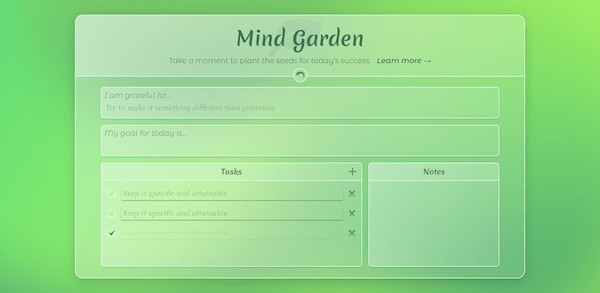 Mind Garden
Take a moment to plant the seeds for today's success. Learn more →
I am grateful for...
Try to make it something different than yesterday.
My goal for today is...
Tasks
Notes
Keep it specific and attainable.
Keep it specific and attainable.